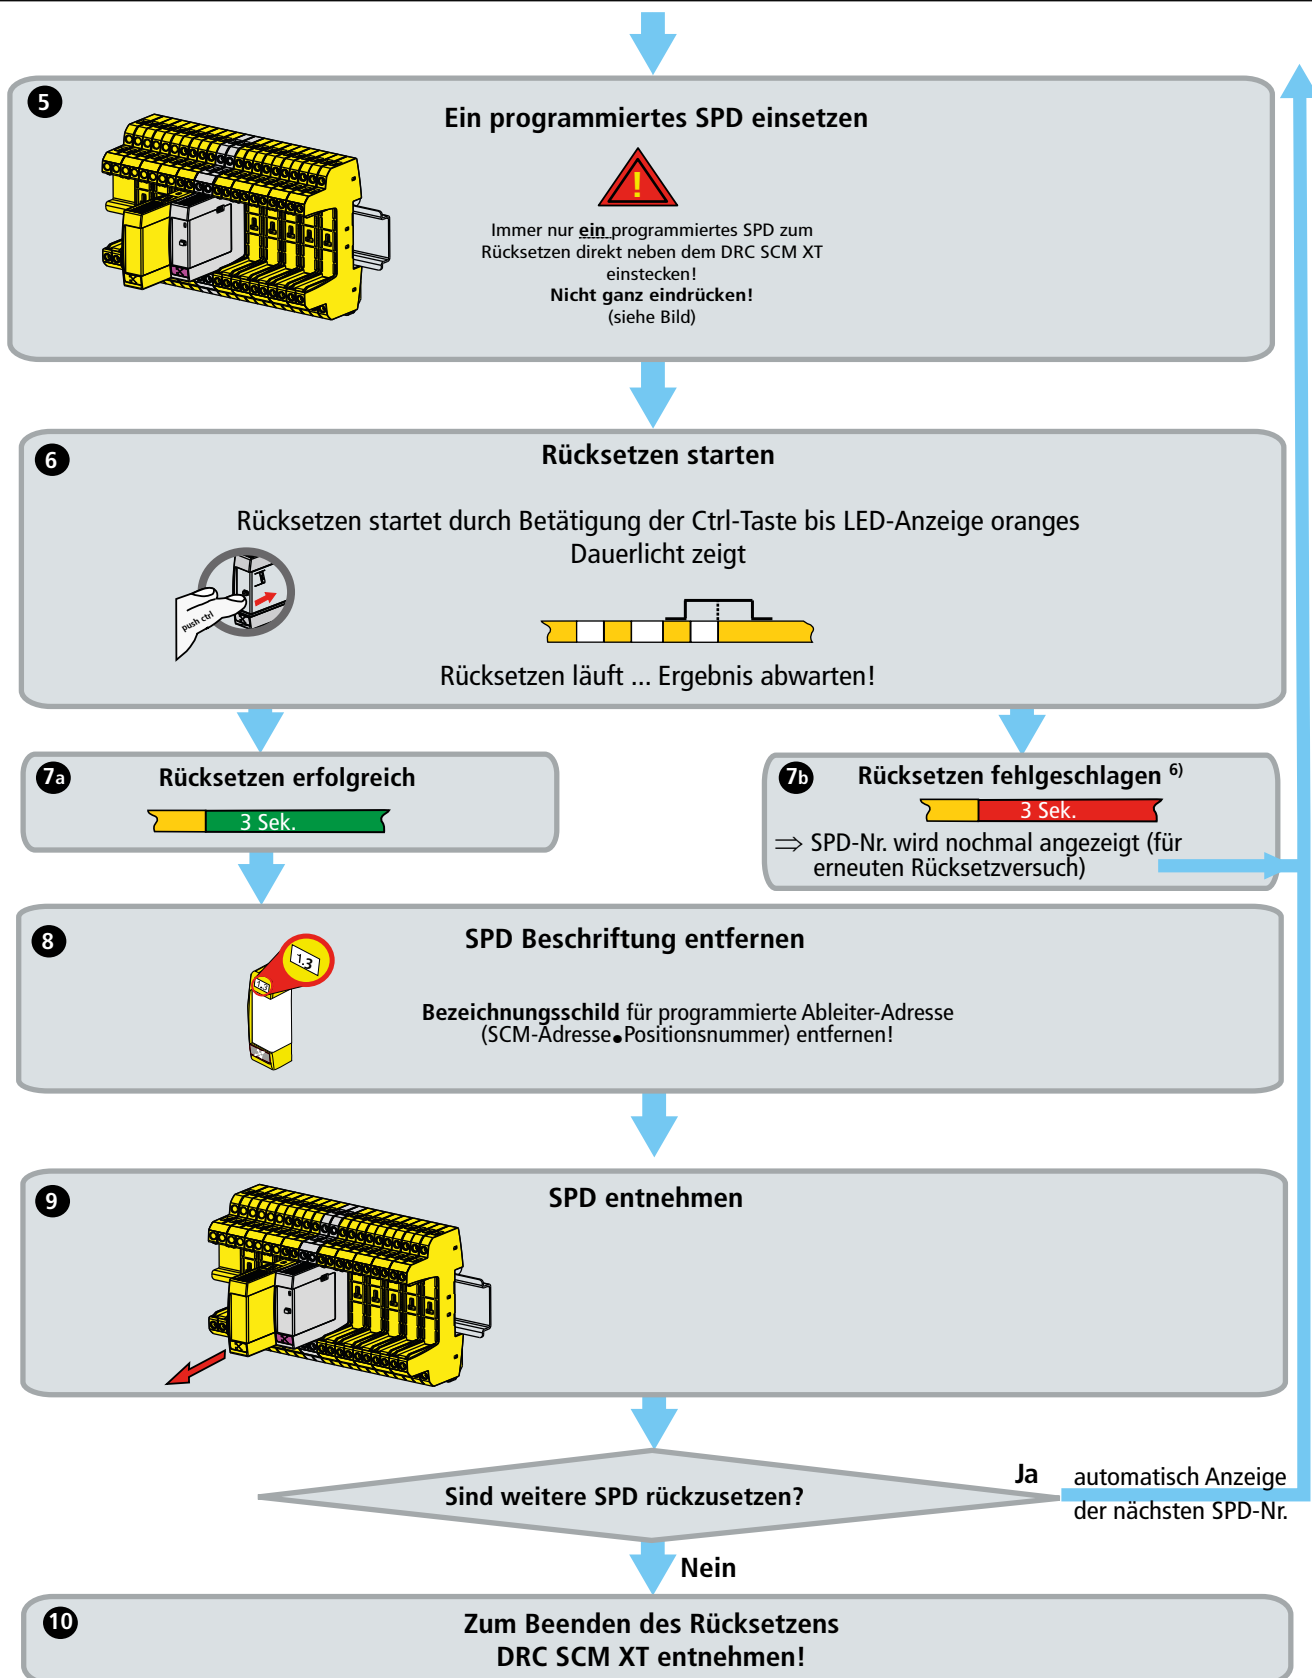 5
Ein programmiertes SPD einsetzen
!
Immer nur ein programmiertes SPD zum
Rücksetzen direkt neben dem DRC SCM XT
einstecken!
Nicht ganz eindrücken!
(siehe Bild)
6
Rücksetzen starten
Rücksetzen startet durch Betätigung der Ctrl-Taste bis LED-Anzeige oranges
Dauerlicht zeigt
push ctrl
Rücksetzen läuft ... Ergebnis abwarten!
7a
Rücksetzen erfolgreich
3 Sek.
7b
Rücksetzen fehlgeschlagen 6)
3 Sek.
⇒ SPD-Nr. wird nochmal angezeigt (für
erneuten Rücksetzversuch)
8
SPD Beschriftung entfernen
1.3
1.3
Bezeichnungsschild für programmierte Ableiter-Adresse
(SCM-Adresse●Positionsnummer) entfernen!
9
SPD entnehmen
Sind weitere SPD rückzusetzen?
Ja
automatisch Anzeige
der nächsten SPD-Nr.
Nein
10
Zum Beenden des Rücksetzens
DRC SCM XT entnehmen!